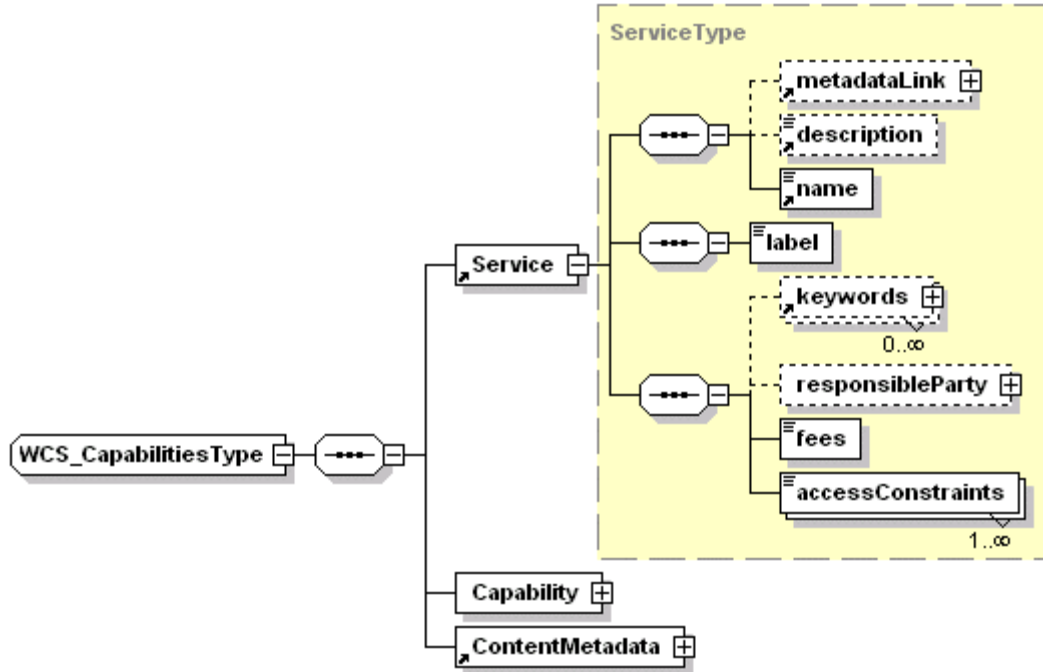 ServiceType
metadataLink
description
name
Service
label
keywords
0..∞
responsibleParty
WCS_CapabilitiesType
fees
accessConstraints
1..∞
Capability
ContentMetadata